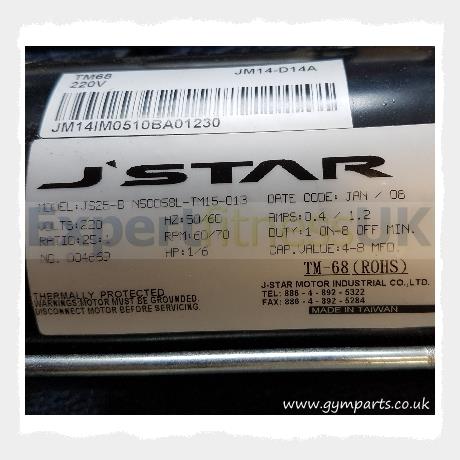 TM68
220V
JM14-D14A
JM14IM0510BA01230
J'STAR
MODEL: JS25-D N500S8L-TM15-013 DATE CODE: JAN / 06
VOLTS: 220 HZ: 50/60 AMPS: 0.4 / 1.2
RATIO: 25: RPM: 60/70 DUTY: 1 ON-8 OFF MIN.
NO. HP: 1/6 CAP. VALUE: 4-8 MFD.
TM-68(ROHS)
THERMALLY PROTECTED
WARNINGS MOTOR MUST BE GROUNDED.
DISCONNECT MOTOR BEFORE SERVICING.
J-STAR MOTOR INDUSTRIAL CO.,LTD.
TEL: 886 - 4 - 892 - 5322
FAX: 886 - 4 - 892 - 5284
MADE IN TAIWAN
Expert Fitness UK
www.gymparts.co.uk